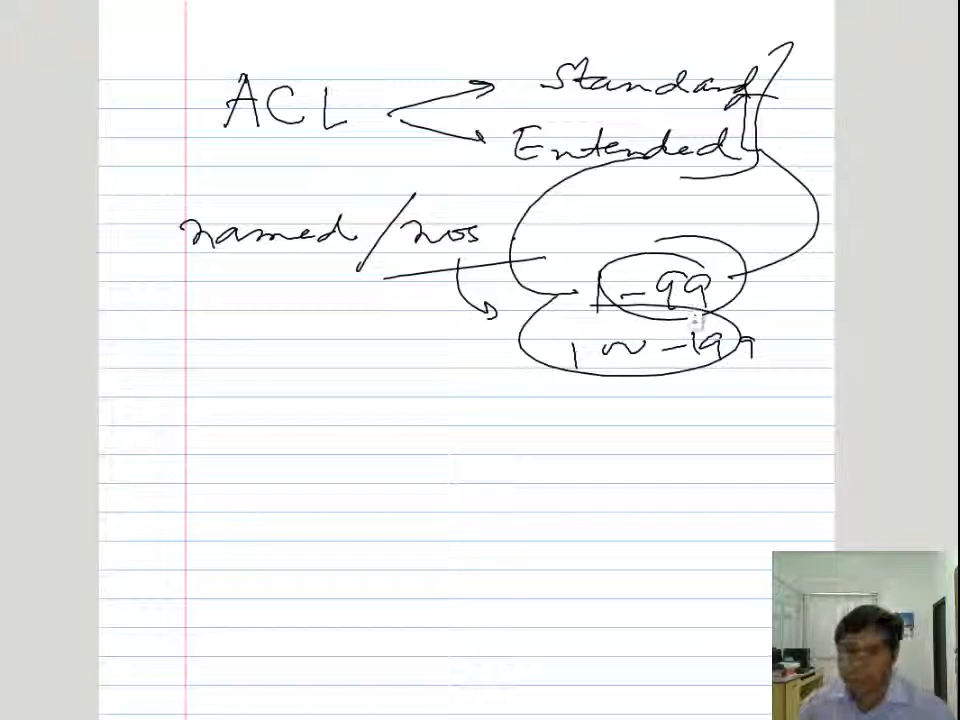 ACL Standard
Extended
named / nos
1 - 99
100 - 199